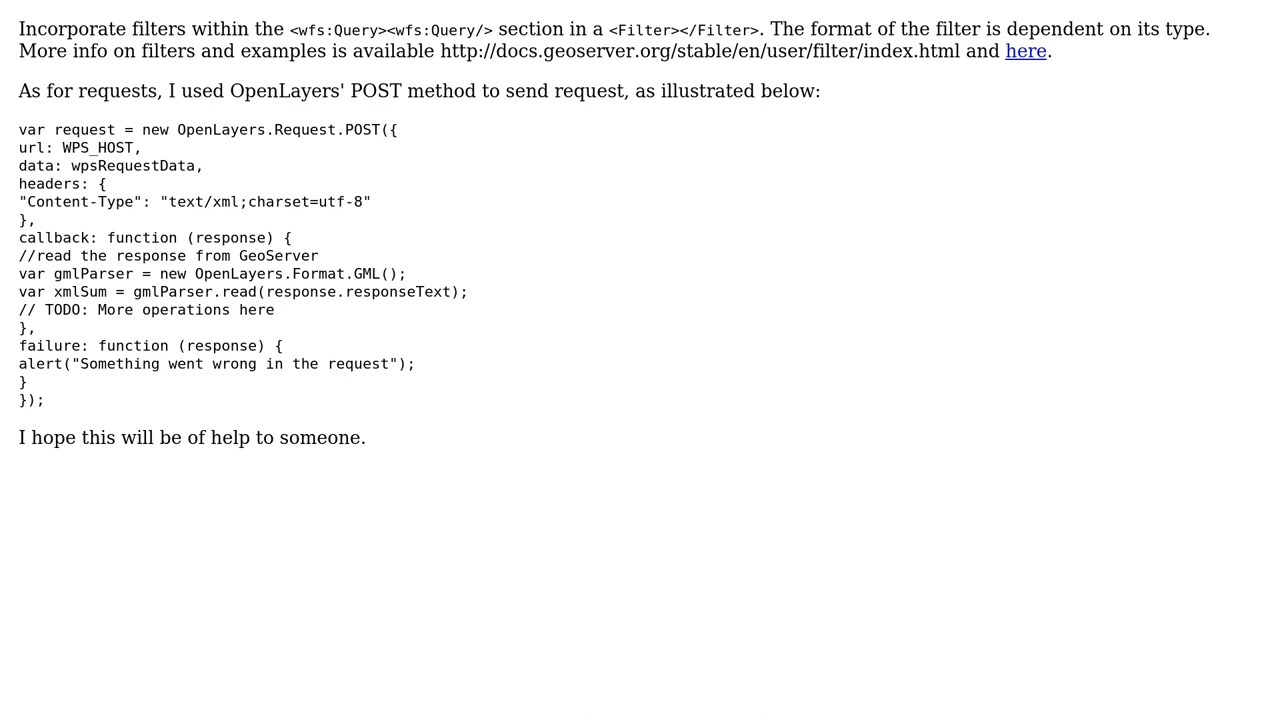 Incorporate filters within the <wfs:Query><wfs:Query/> section in a <Filter></Filter>. The format of the filter is dependent on its type.
More info on filters and examples is available http://docs.geoserver.org/stable/en/user/filter/index.html and here.
As for requests, I used OpenLayers' POST method to send request, as illustrated below:
var request = new OpenLayers.Request.POST({
url: WPS_HOST,
data: wpsRequestData,
headers: {
"Content-Type": "text/xml;charset=utf-8"
},
callback: function (response) {
//read the response from GeoServer
var gmlParser = new OpenLayers.Format.GML();
var xmlSum = gmlParser.read(response.responseText);
// TODO: More operations here
},
failure: function (response) {
alert("Something went wrong in the request");
}
});
I hope this will be of help to someone.